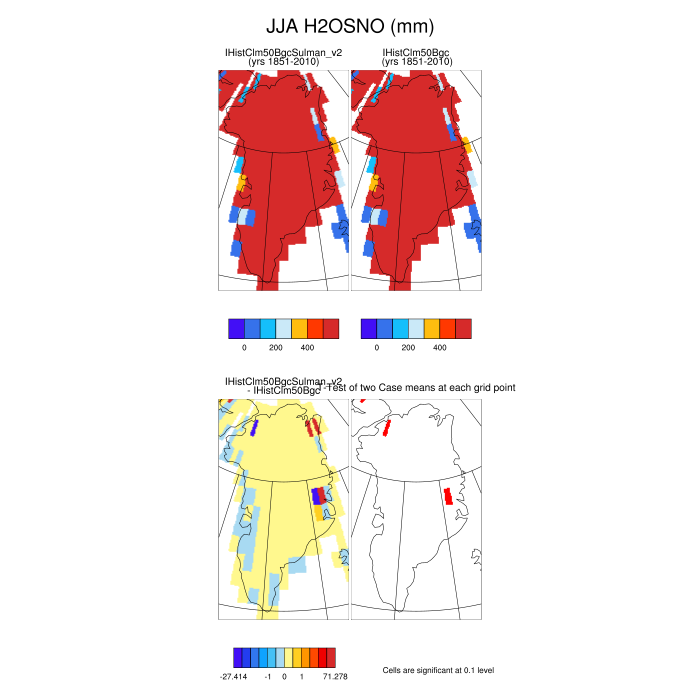 JJA H2OSNO (mm)
IHistClm50BgcSulman_v2
(yrs 1851-2010)
IHistClm50Bgc
(yrs 1851-2010)
0 200 400
0 200 400
IHistClm50BgcSulman_v2
- IHistClm50Bgc
T-Test of two Case means at each grid point
-27.414 -1 0 1 71.278
Cells are significant at 0.1 level